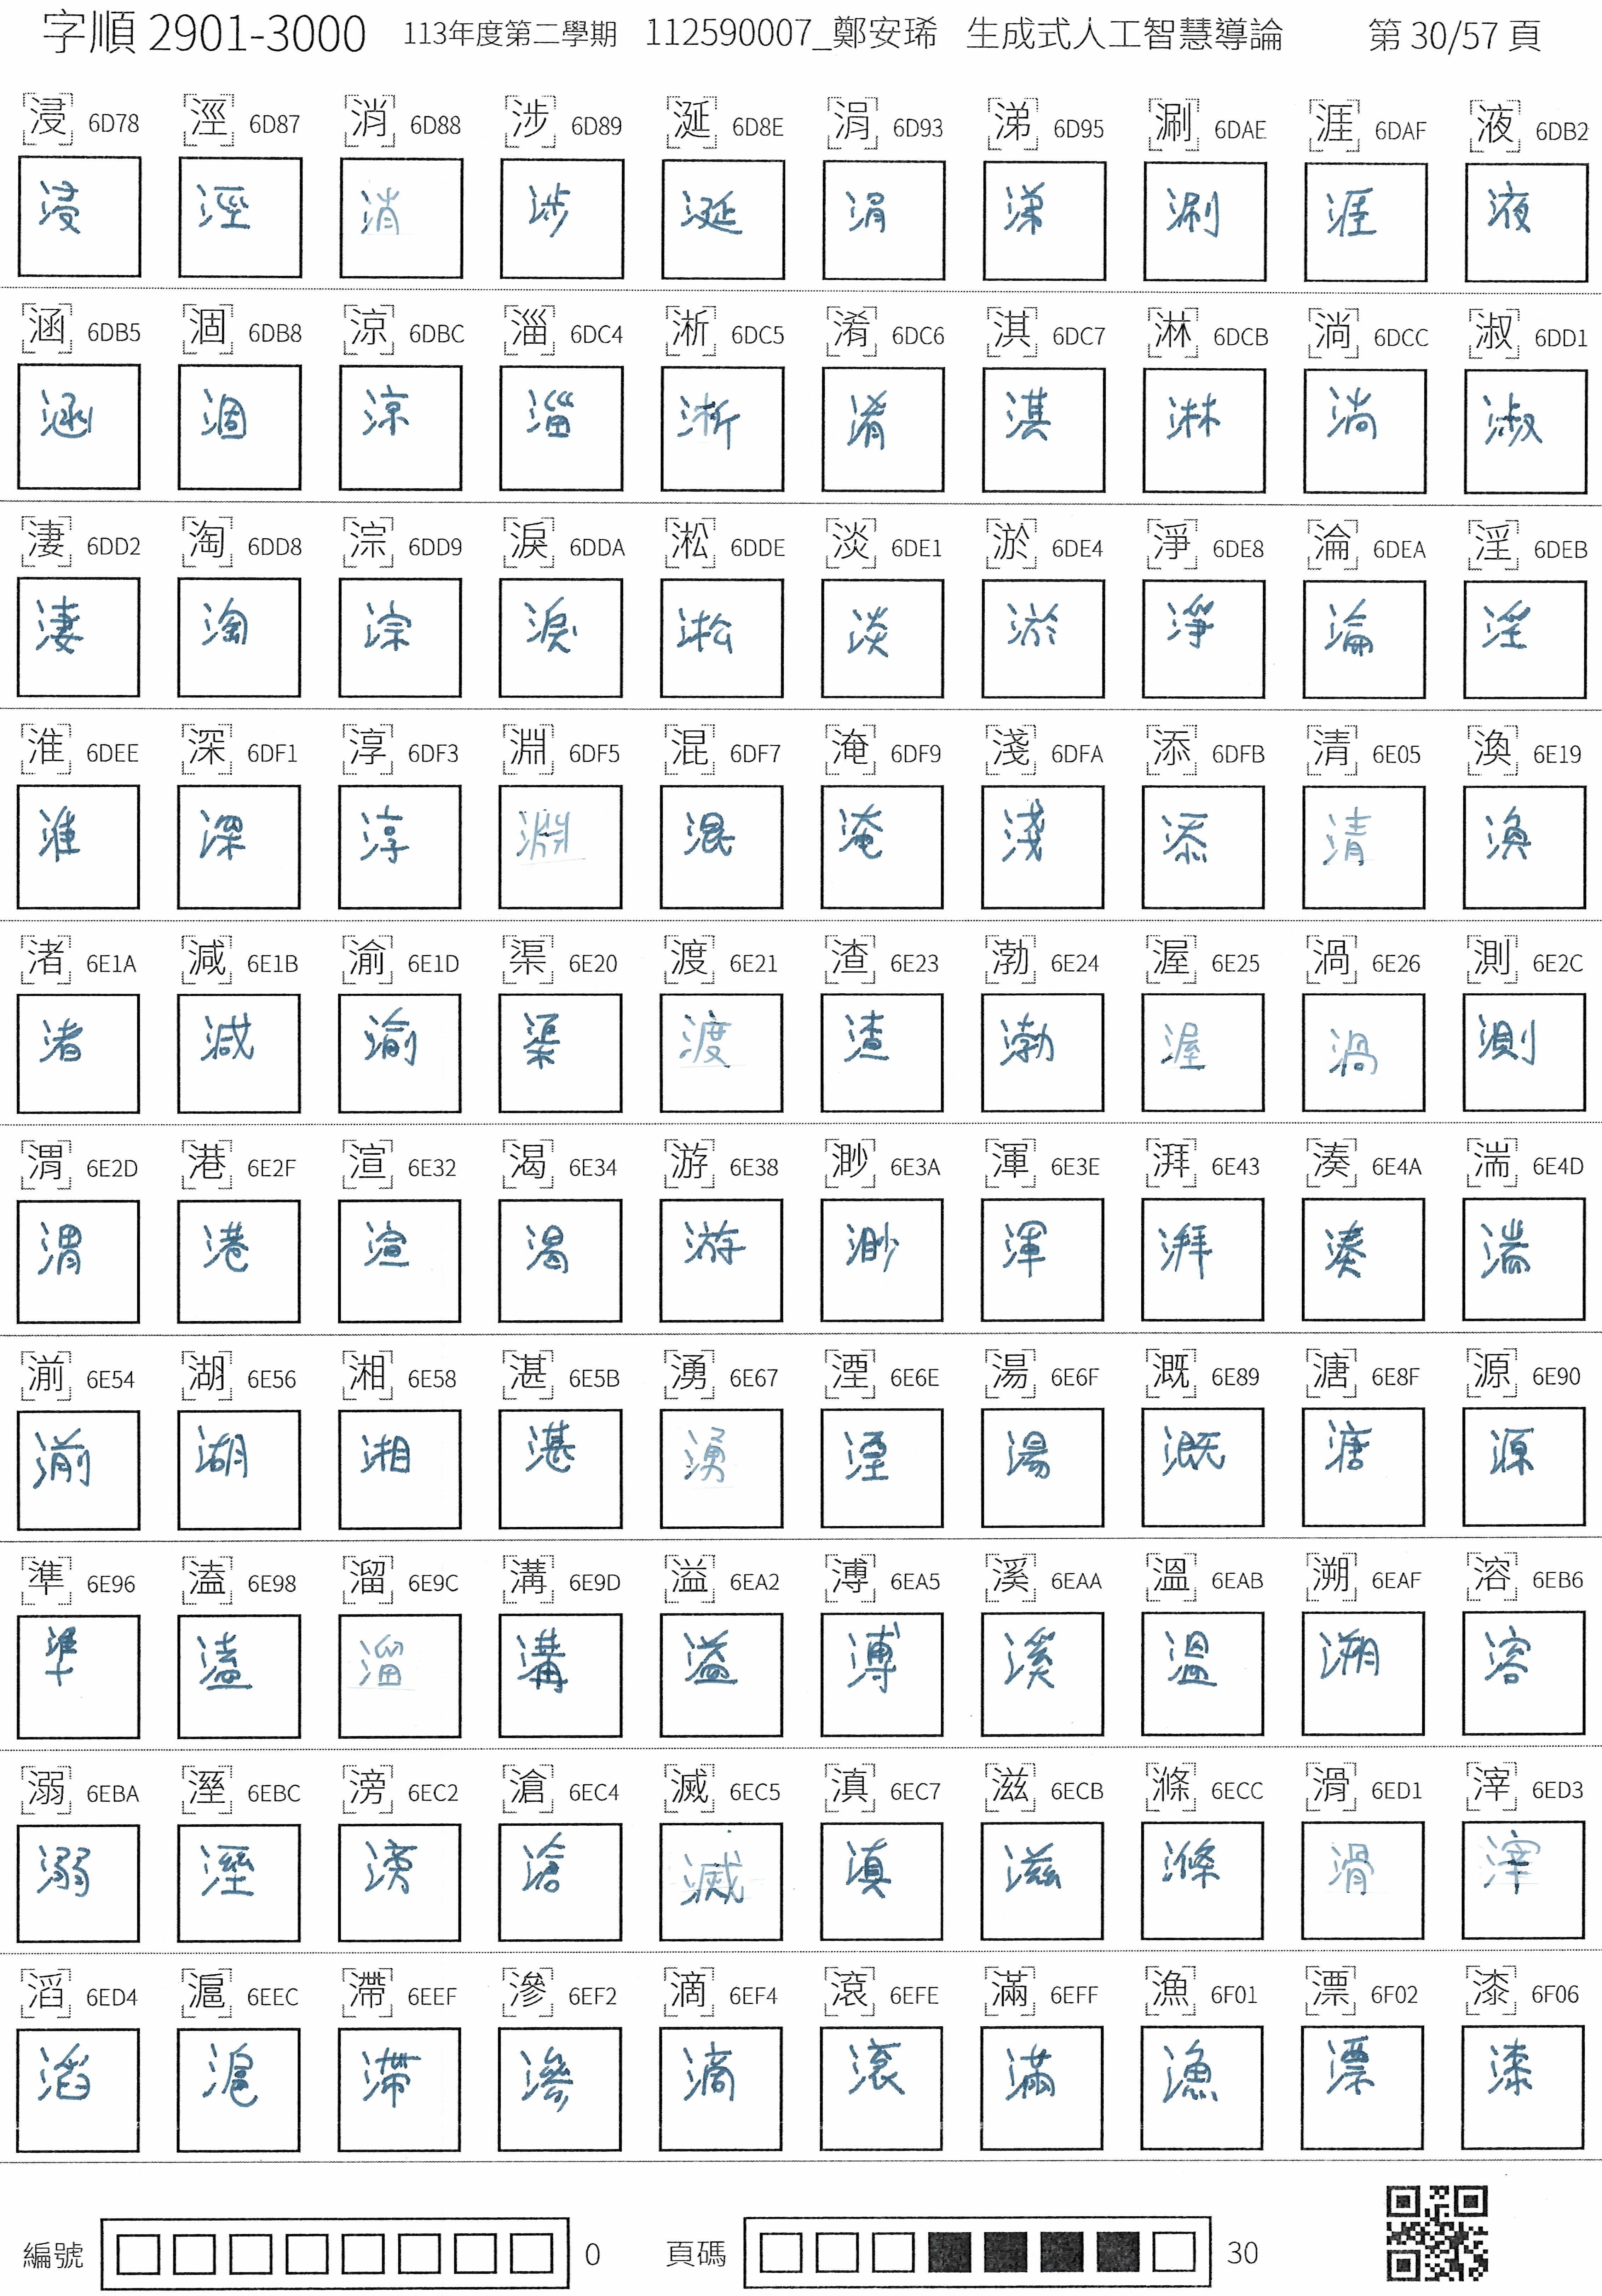 字順 2901-3000 113年度第二學期 112590007_鄭安琋 生成式人工智慧導論 第 30/57 頁
浸 6D78 涇 6D87 消 6D88 涉 6D89 涎 6D8E 涓 6D93 涕 6D95 涮 6DAE 涯 6DAF 液 6DB2
浸 涇 消 涉 涎 涓 涕 涮 涯 液
涵 6DB5 涸 6DB8 涼 6DBC 淄 6DC4 淅 6DC5 淆 6DC6 淇 6DC7 淋 6DCB 淌 6DCC 淑 6DD1
涵 涸 涼 淄 淅 淆 淇 淋 淌 淑
淒 6DD2 淘 6DD8 淙 6DD9 淚 6DDA 淞 6DDE 淡 6DE1 淤 6DE4 淨 6DE8 淪 6DEA 淫 6DEB
淒 淘 淙 淚 淞 淡 淤 淨 淪 淫
淮 6DEE 深 6DF1 淳 6DF3 淵 6DF5 混 6DF7 淹 6DF9 淺 6DFA 添 6DFB 清 6E05 渙 6E19
淮 深 淳 淵 混 淹 淺 添 清 渙
渚 6E1A 減 6E1B 渝 6E1D 渠 6E20 渡 6E21 渣 6E23 渤 6E24 渥 6E25 渦 6E26 測 6E2C
渚 減 渝 渠 渡 渣 渤 渥 渦 測
渭 6E2D 港 6E2F 渲 6E32 渴 6E34 游 6E38 渺 6E3A 渾 6E3E 湃 6E43 湊 6E4A 湍 6E4D
渭 港 渲 渴 游 渺 渾 湃 湊 湍
湔 6E54 湖 6E56 湘 6E58 湛 6E5B 湧 6E67 湮 6E6E 湯 6E6F 溉 6E89 溏 6E8F 源 6E90
湔 湖 湘 湛 湧 湮 湯 溉 溏 源
準 6E96 溘 6E98 溜 6E9C 溝 6E9D 溢 6EA2 溥 6EA5 溪 6EAA 溫 6EAB 溯 6EAF 溶 6EB6
準 溘 溜 溝 溢 溥 溪 溫 溯 溶
溺 6EBA 溼 6EBC 滂 6EC2 滄 6EC4 滅 6EC5 滇 6EC7 滋 6ECB 滌 6ECC 滑 6ED1 滓 6ED3
溺 溼 滂 滄 滅 滇 滋 滌 滑 滓
滔 6ED4 滬 6EEC 滯 6EEF 滲 6EF2 滴 6EF4 滾 6EFE 滿 6EFF 漁 6F01 漂 6F02 漆 6F06
滔 滬 滯 滲 滴 滾 滿 漁 漂 漆
編號 0 頁碼 30